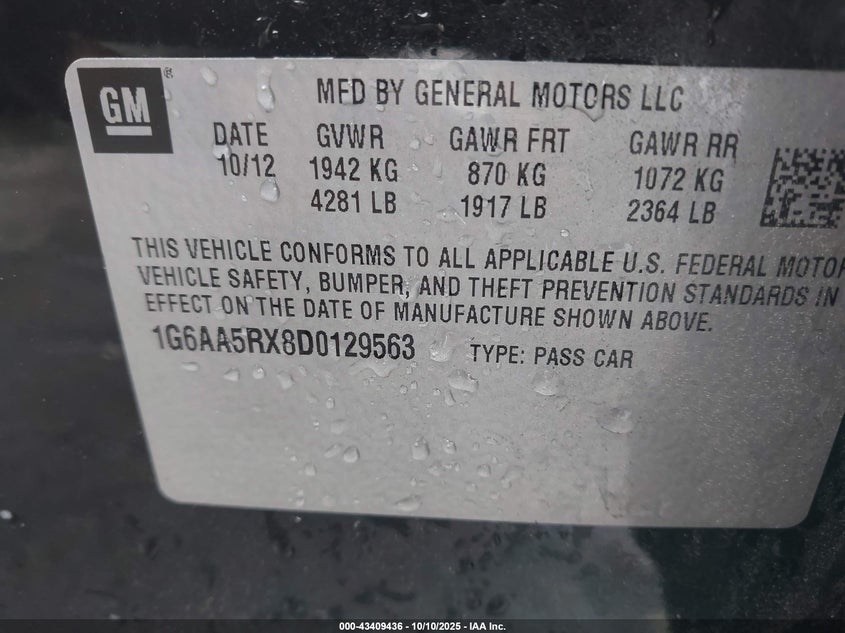 GM ®
MFD BY GENERAL MOTORS LLC
DATE GVWR GAWR FRT GAWR RR
10/12 1942 KG 870 KG 1072 KG
4281 LB 1917 LB 2364 LB
THIS VEHICLE CONFORMS TO ALL APPLICABLE U.S. FEDERAL MOTOR
VEHICLE SAFETY, BUMPER, AND THEFT PREVENTION STANDARDS IN
EFFECT ON THE DATE OF MANUFACTURE SHOWN ABOVE.
1G6AA5RX8D0129563 TYPE: PASS CAR
000-43409436 - 10/10/2025 - IAA Inc.